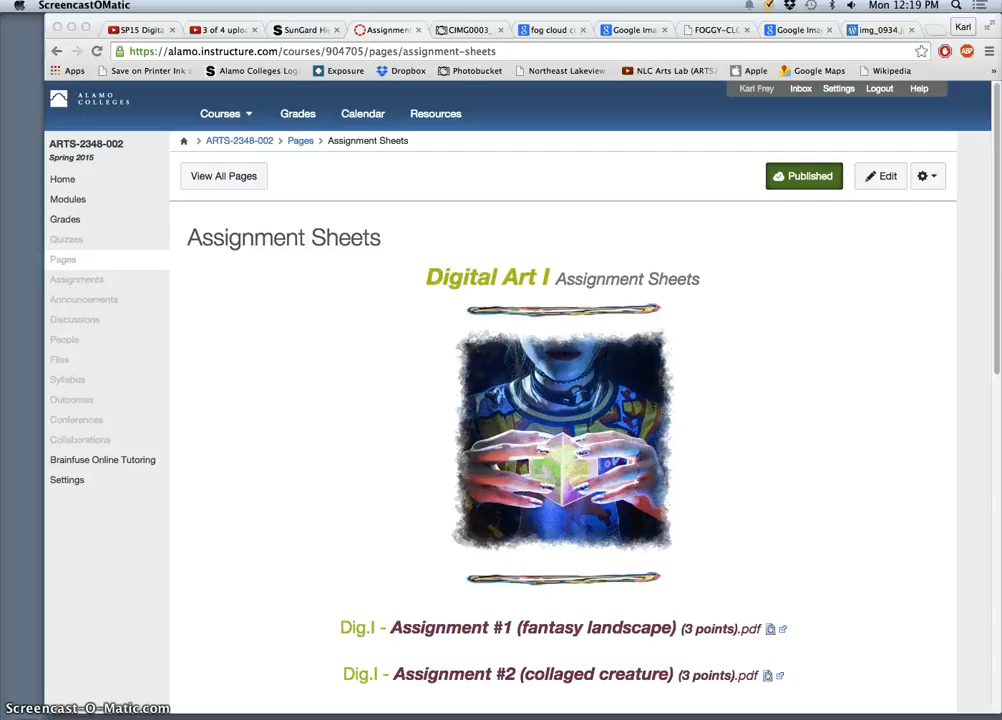 ScreencastOMatic
Mon 12:19 PM
SP15 Digita
3 of 4 uploa
SunGard Hi
Assignmen
CIMG0003_
fog cloud c
Google Ima
FOGGY-CLO
Google Ima
img_0934.j
Karl
https://alamo.instructure.com/courses/904705/pages/assignment-sheets
ABP
Apps
Save on Printer Ink
Alamo Colleges Log
Exposure
Dropbox
Photobucket
Northeast Lakeview
NLC Arts Lab (ARTS
Apple
Google Maps
Wikipedia
ALAMO
COLLEGES
Karl Frey Inbox Settings Logout Help
Courses Grades Calendar Resources
ARTS-2348-002
Spring 2015
Home
Modules
Grades
Quizzes
Pages
Assignments
Announcements
Discussions
People
Files
Syllabus
Outcomes
Conferences
Collaborations
Brainfuse Online Tutoring
Settings
ARTS-2348-002 > Pages > Assignment Sheets
View All Pages
Published
Edit
Assignment Sheets
Digital Art I Assignment Sheets
Dig.I - Assignment #1 (fantasy landscape) (3 points).pdf
Dig.I - Assignment #2 (collaged creature) (3 points).pdf
Screencast-O-Matic.com